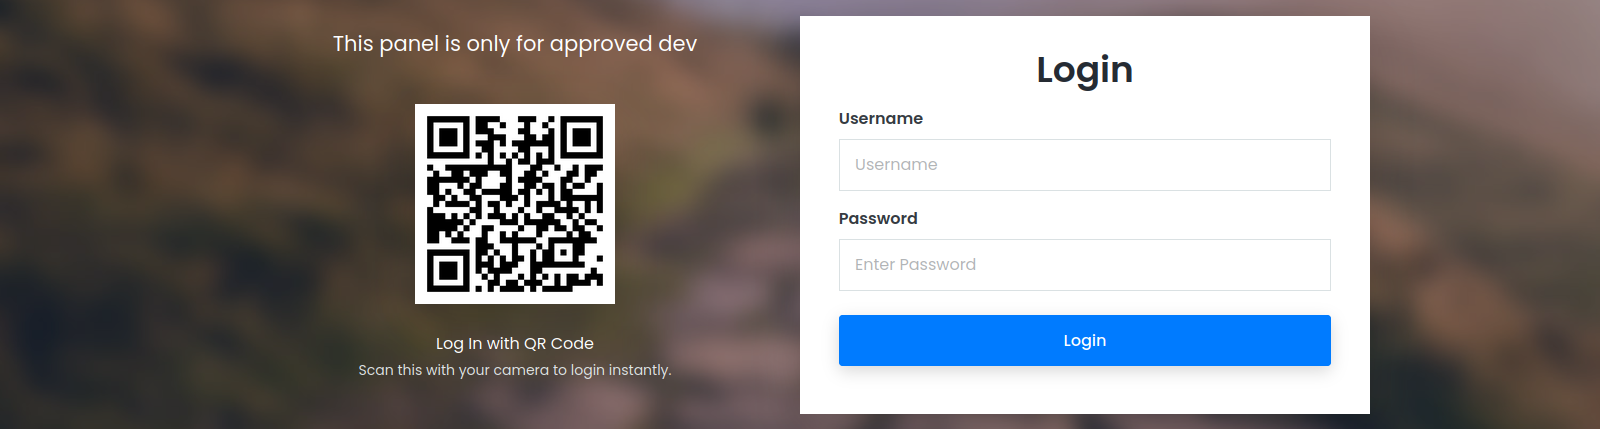 This panel is only for approved dev
Log In with QR Code
Scan this with your camera to login instantly.
Login
Username
Username
Password
Enter Password
Login